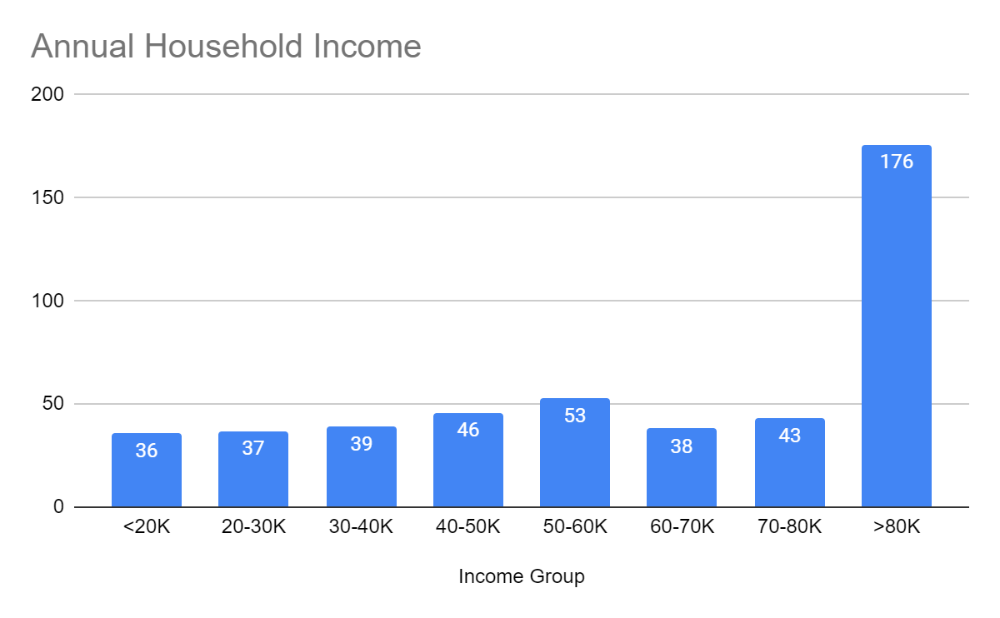 Annual Household Income
200
150
100
50
0
36
37
39
46
53
38
43
176
<20K
20-30K
30-40K
40-50K
50-60K
60-70K
70-80K
>80K
Income Group